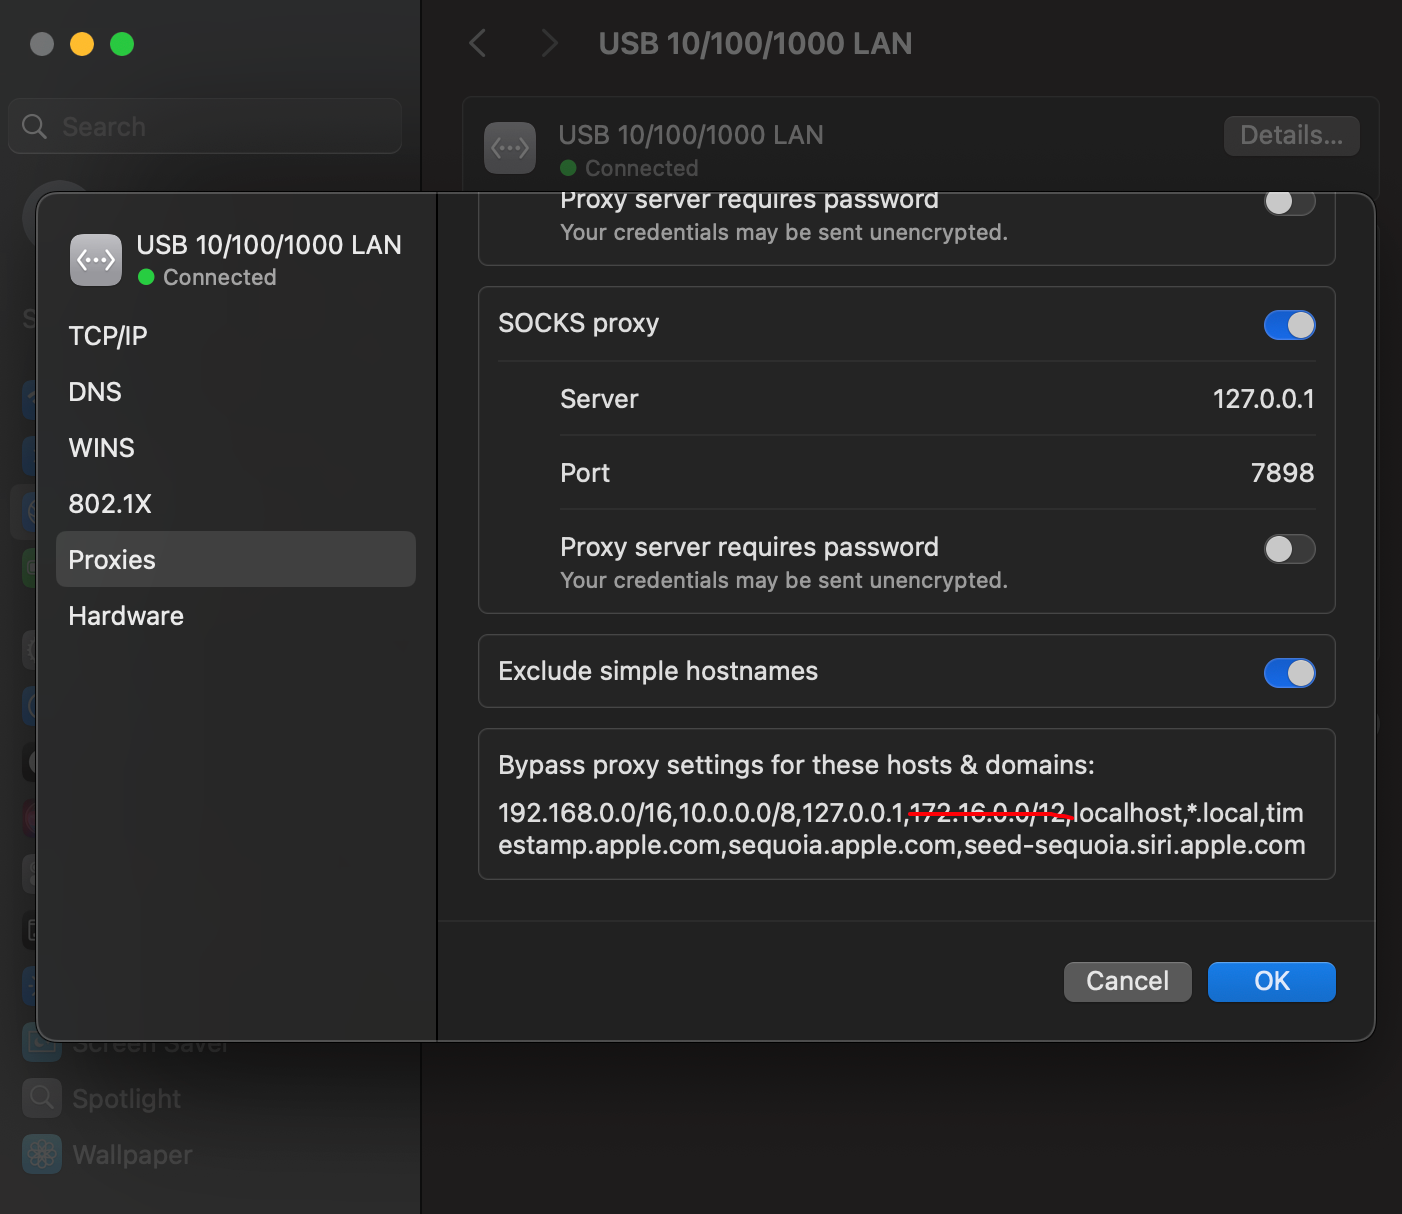 USB 10/100/1000 LAN
Search
USB 10/100/1000 LAN
Connected
Details...
USB 10/100/1000 LAN
Connected
TCP/IP
DNS
WINS
802.1X
Proxies
Hardware
Proxy server requires password
Your credentials may be sent unencrypted.
SOCKS proxy
Server
127.0.0.1
Port
7898
Proxy server requires password
Your credentials may be sent unencrypted.
Exclude simple hostnames
Bypass proxy settings for these hosts & domains:
192.168.0.0/16,10.0.0.0/8,127.0.0.1,172.16.0.0/12,localhost,*.local,tim
estamp.apple.com,sequoia.apple.com,seed-sequoia.siri.apple.com
Cancel
OK
Screen Saver
Spotlight
Wallpaper